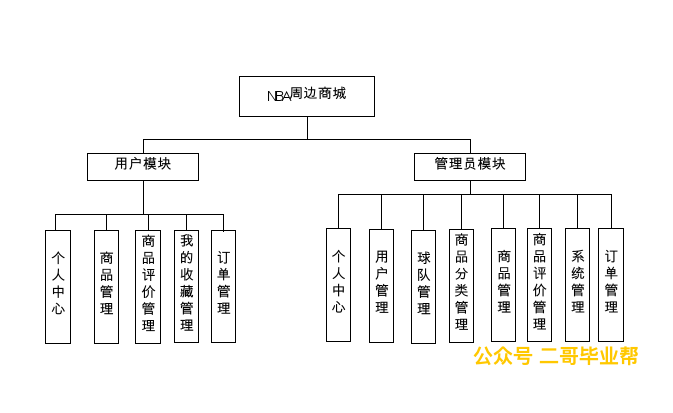 NBA周边商城
用户模块
管理员模块
个人中心
商品管理
商品评价管理
我的收藏管理
订单管理
个人中心
用户管理
球队管理
商品分类管理
商品管理
商品评价管理
系统管理
订单管理
公众号 二哥毕业帮